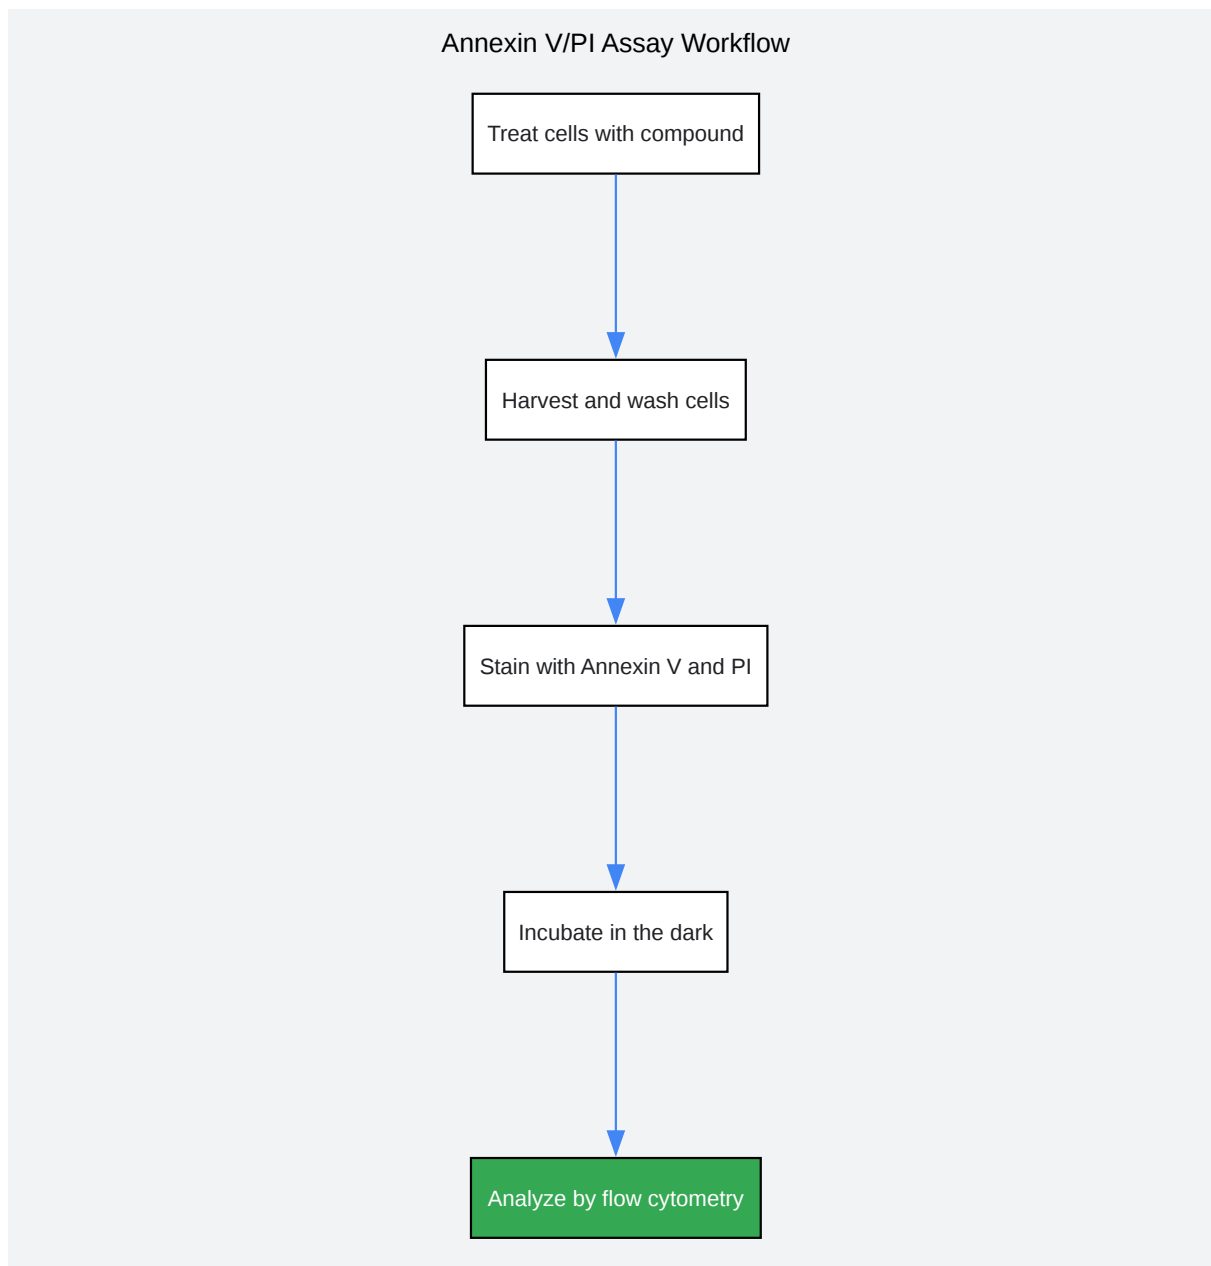 Annexin V/PI Assay Workflow
Treat cells with compound
Harvest and wash cells
Stain with Annexin V and PI
Incubate in the dark
Analyze by flow cytometry